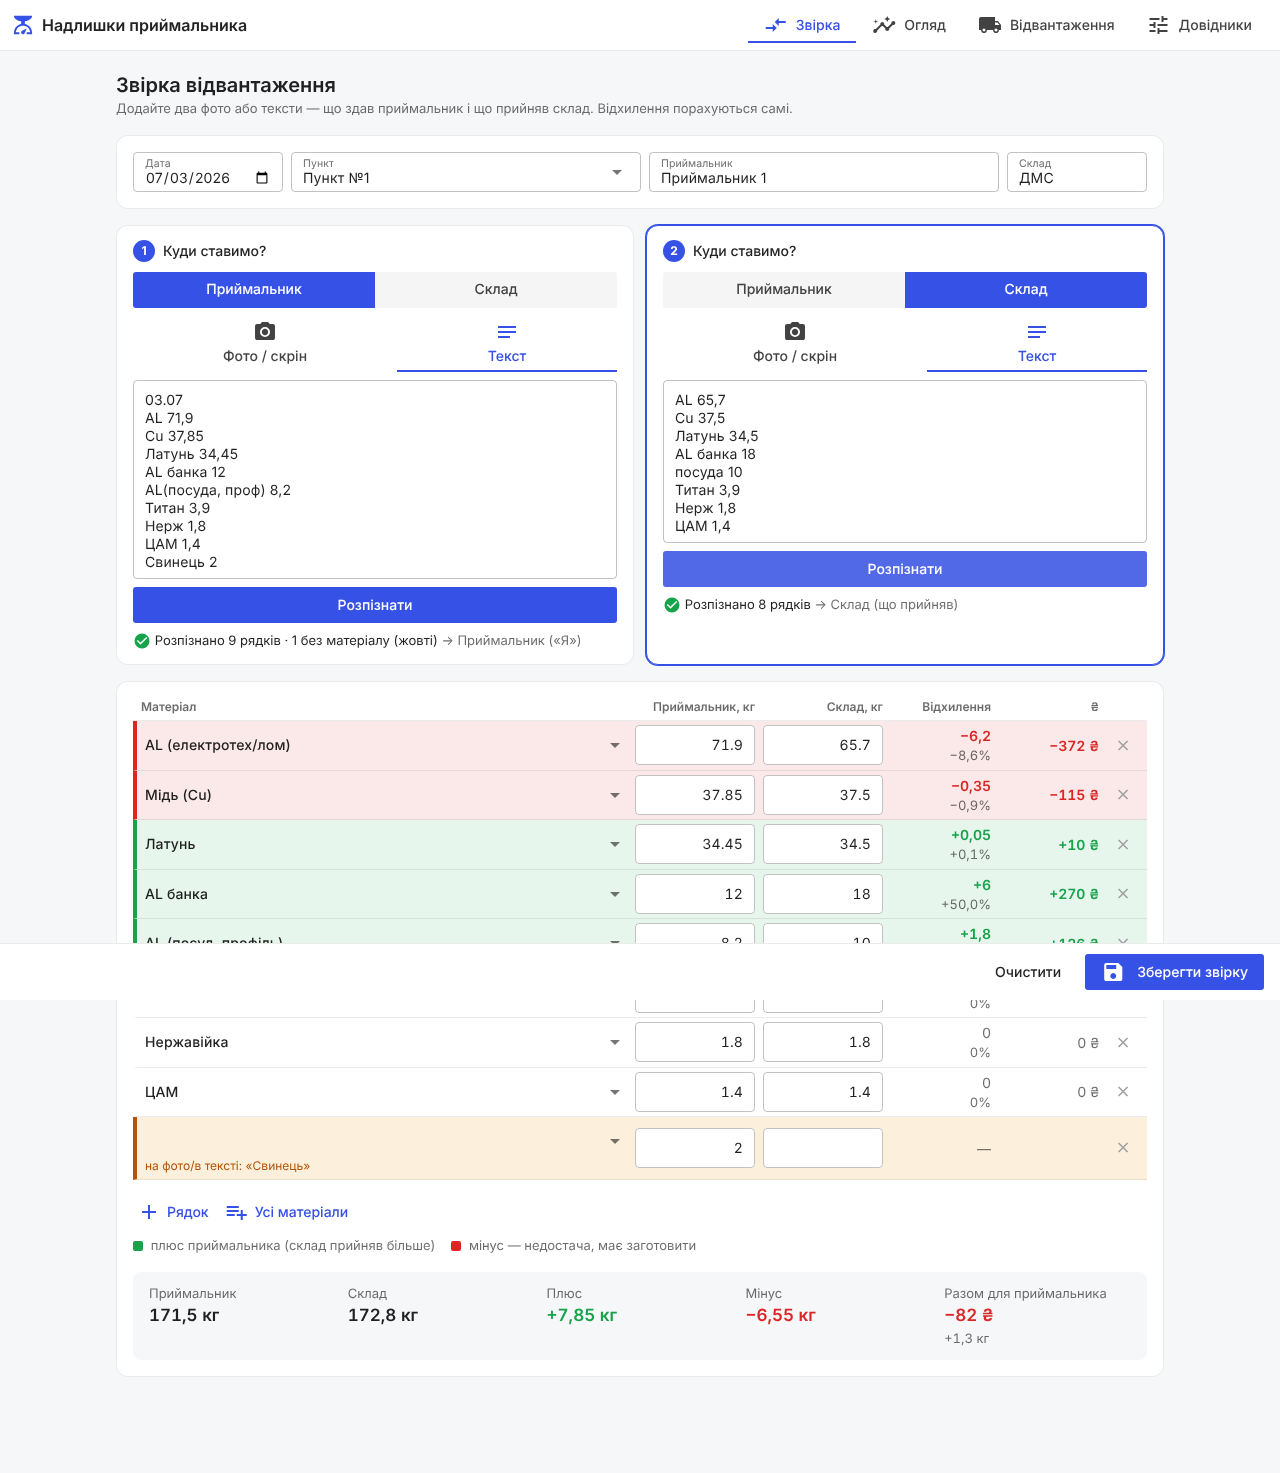 Надлишки приймальника
Звірка
Огляд
Відвантаження
Довідники
Звірка відвантаження
Додайте два фото або тексти — що здав приймальник і що прийняв склад. Відхилення порахуються самі.
Дата
07/03/2026
Пункт
Пункт №1
Приймальник
Приймальник 1
Склад
ДМС
1 Куди ставимо?
Приймальник
Склад
Фото / скрін
Текст
03.07
AL 71,9
Cu 37,85
Латунь 34,45
AL банка 12
AL(посуда, проф) 8,2
Титан 3,9
Нерж 1,8
ЦАМ 1,4
Свинець 2
Розпізнати
Розпізнано 9 рядків · 1 без матеріалу (жовті) → Приймальник («Я»)
2 Куди ставимо?
Приймальник
Склад
Фото / скрін
Текст
AL 65,7
Cu 37,5
Латунь 34,5
AL банка 18
посуда 10
Титан 3,9
Нерж 1,8
ЦАМ 1,4
Розпізнати
Розпізнано 8 рядків → Склад (що прийняв)
Матеріал Приймальник, кг Склад, кг Відхилення ₴
AL (електротех/лом) 71.9 65.7 −6,2 −372 ₴
−8,6%
Мідь (Cu) 37.85 37.5 −0,35 −115 ₴
−0,9%
Латунь 34.45 34.5 +0,05 +10 ₴
+0,1%
AL банка 12 18 +6 +270 ₴
+50,0%
AL (посуд, профіль) 8.2 10 +1,8 +126 ₴
Очистити
Зберегти звірку
0%
Нержавійка 1.8 1.8 0 0 ₴
0%
ЦАМ 1.4 1.4 0 0 ₴
0%
2 —
на фото/в тексті: «Свинець»
Рядок
Усі матеріали
плюс приймальника (склад прийняв більше)
мінус — недостача, має заготовити
Приймальник
171,5 кг
Склад
172,8 кг
Плюс
+7,85 кг
Мінус
−6,55 кг
Разом для приймальника
−82 ₴
+1,3 кг